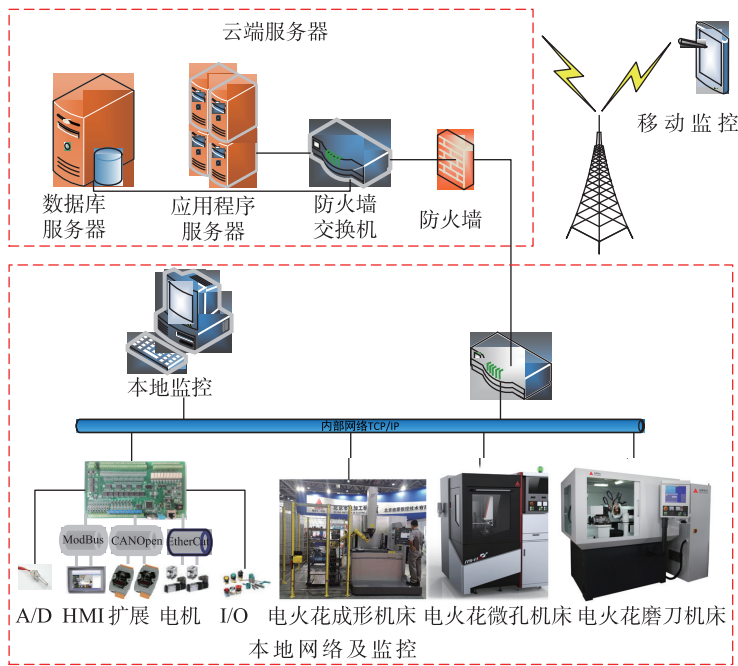 云端服务器
移动监控
数据库
服务器
应用程序
服务器
防火墙
交换机
防火墙
本地监控
内部网络TCP/IP
ModBus
CANOpen
EtherCat
A/D
HMI
扩展
电机
I/O
电火花成形机床
电火花微孔机床
电火花磨刀机床
本地网络及监控